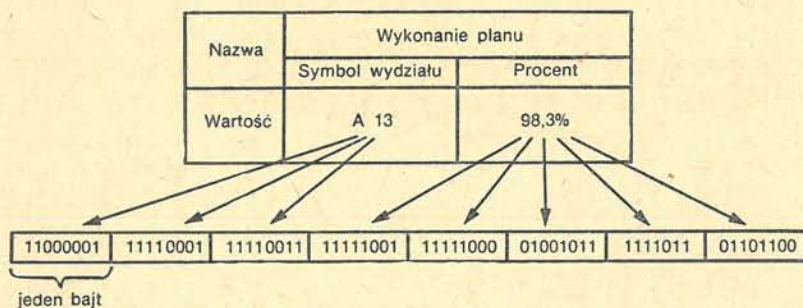 Nazwa
Wykonanie planu
Symbol wydziału
Procent
Wartość
A 13
98,3%
11000001 11110001 11110011 11111001 11111000 01001011 1111011 01101100
jeden bajt